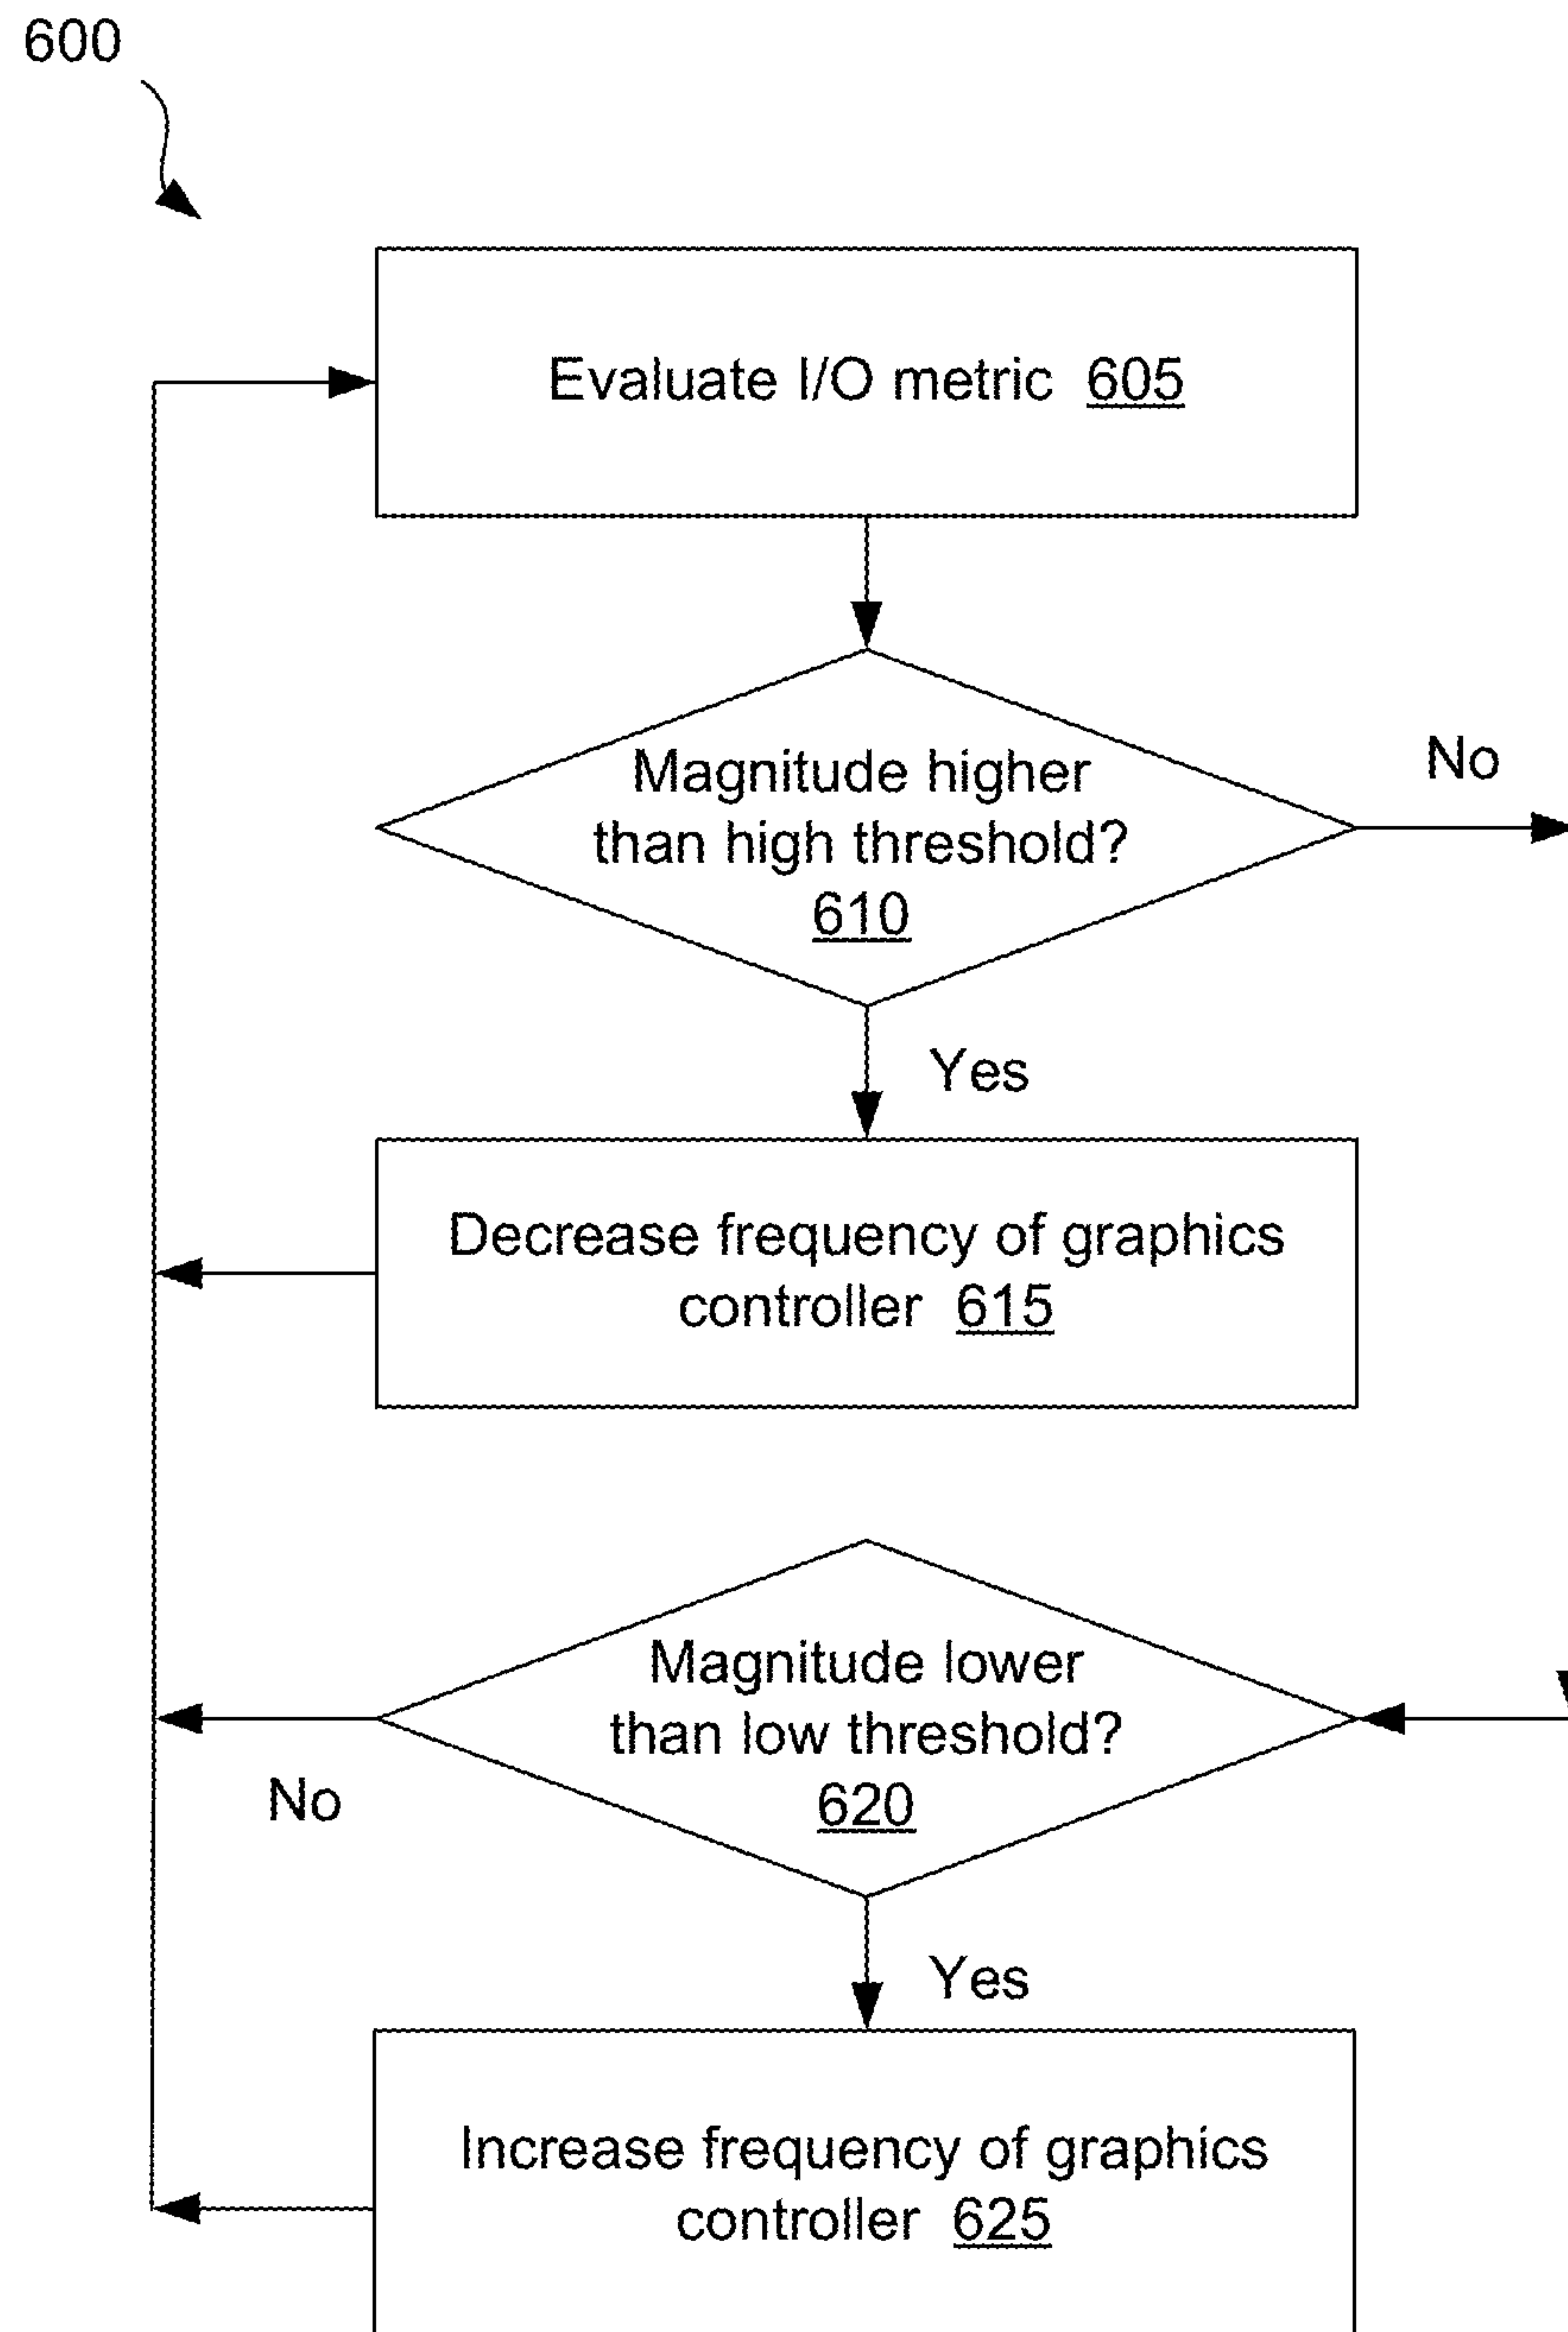 600
Evaluate I/O metric 605
Magnitude higher
than high threshold?
610
No
Yes
Decrease frequency of graphics
controller 615
Magnitude lower
than low threshold?
620
No
Yes
Increase frequency of graphics
controller 625